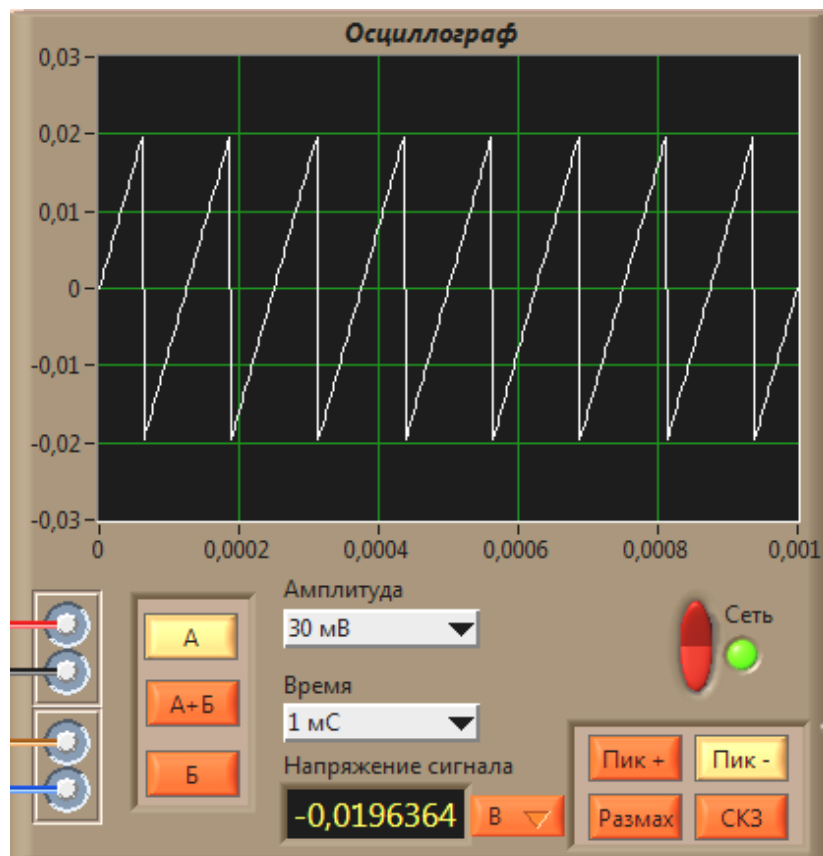 Осциллограф
0,03
0,02
0,01
0
-0,01
-0,02
-0,03
0 0,0002 0,0004 0,0006 0,0008 0,001
Амплитуда
30 мВ
Сеть
А
Время
А+Б
1 мС
Напряжение сигнала
Пик + Пик -
Б
-0,0196364 В
Размах СКЗ